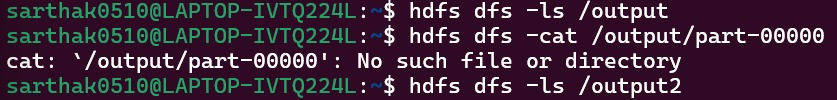 sarthak0510@LAPTOP-IVTQ224L:~$ hdfs dfs -ls /output
sarthak0510@LAPTOP-IVTQ224L:~$ hdfs dfs -cat /output/part-00000
cat: `/output/part-00000': No such file or directory
sarthak0510@LAPTOP-IVTQ224L:~$ hdfs dfs -ls /output2